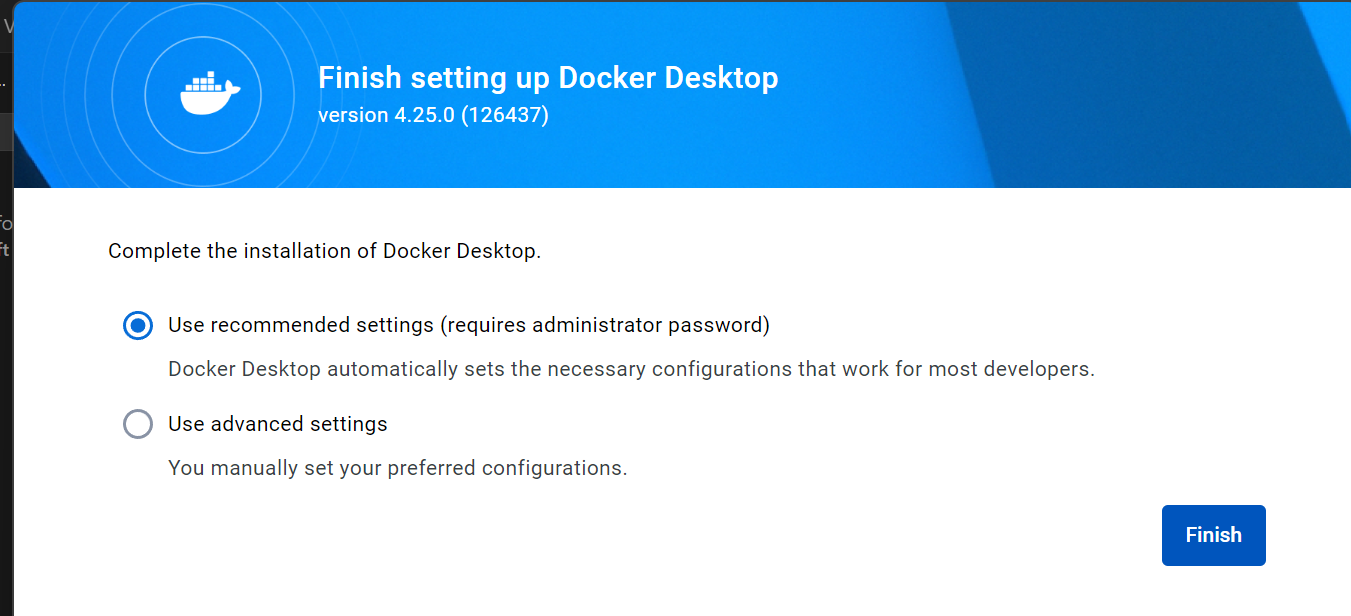 Finish setting up Docker Desktop
version 4.25.0 (126437)
Complete the installation of Docker Desktop.
Use recommended settings (requires administrator password)
Docker Desktop automatically sets the necessary configurations that work for most developers.
Use advanced settings
You manually set your preferred configurations.
Finish